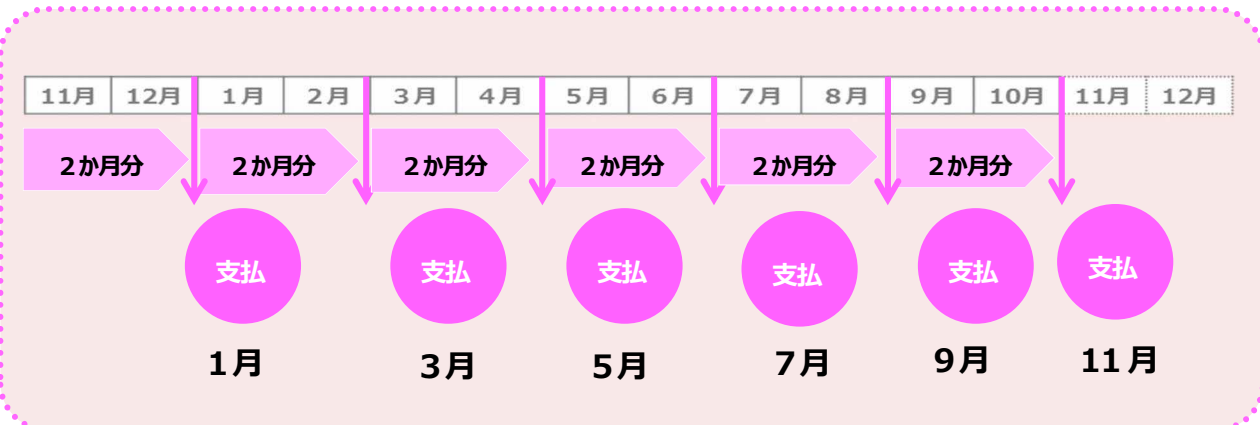 11月 12月 1月 2月 3月 4月 5月 6月 7月 8月 9月 10月 11月 12月
2か月分 2か月分 2か月分 2か月分 2か月分 2か月分
支払 支払 支払 支払 支払 支払
1月 3月 5月 7月 9月 11月